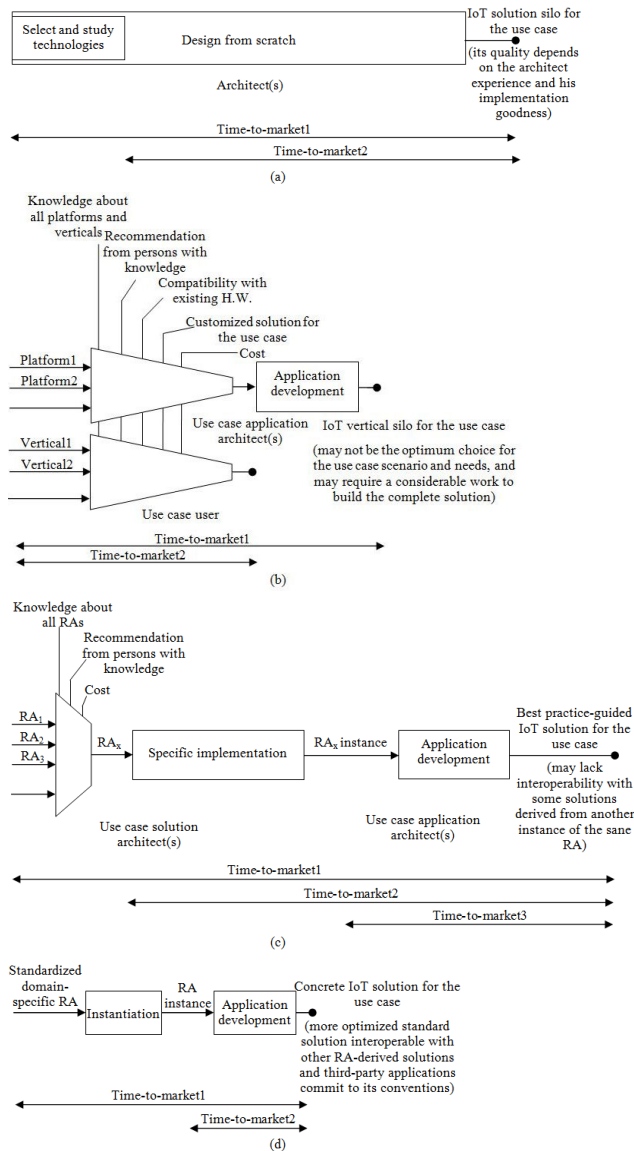 Select and study
technologies
Design from scratch
IoT solution silo for
the use case
(its quality depends
on the architect
experience and his
implementation
goodness)
Architect(s)
Time-to-market1
Time-to-market2
(a)
Knowledge about
all platforms and
verticals
Recommendation
from persons with
knowledge
Compatibility with
existing H.W.
Customized solution for
the use case
Cost
Platform1
Platform2
Application
development
Use case application
architect(s)
IoT vertical silo for the use case
(may not be the optimum choice for
the use case scenario and needs, and
may require a considerable work to
build the complete solution)
Vertical1
Vertical2
Use case user
Time-to-market1
Time-to-market2
(b)
Knowledge about
all RAs
Recommendation
from persons with
knowledge
Cost
RA1
RA2
RA3
RAx
Specific implementation
RAx instance
Application
development
Best practice-guided
IoT solution for the
use case
(may lack
interoperability with
some solutions
derived from another
instance of the sane
RA)
Use case solution
architect(s)
Use case application
architect(s)
Time-to-market1
Time-to-market2
Time-to-market3
(c)
Standardized
domain-
specific RA
Instantiation
RA
instance
Application
development
Concrete IoT solution for the
use case
(more optimized standard
solution interoperable with
other RA-derived solutions
and third-party applications
commit to its conventions)
Time-to-market1
Time-to-market2
(d)